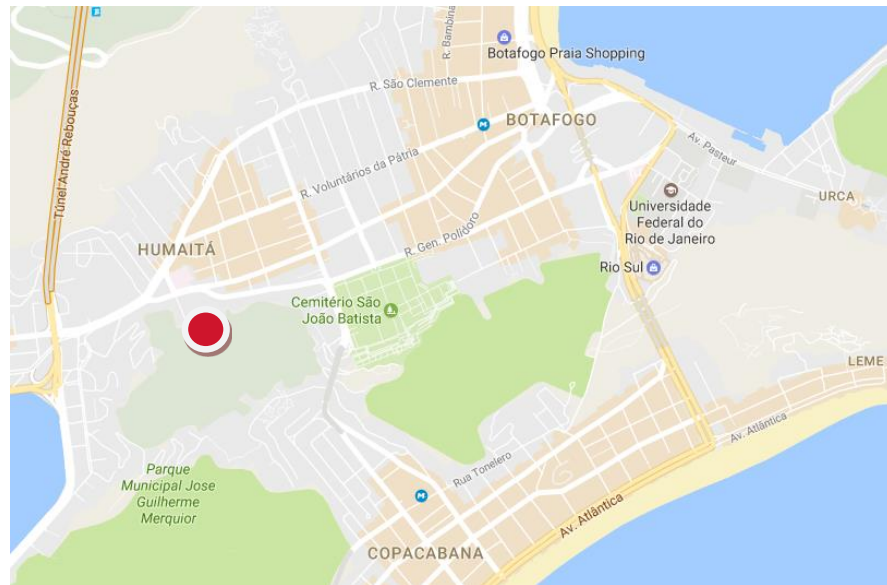 R. Bambina
Botafogo Praia Shopping
R. São Clemente
Túnel André Rebouças
BOTAFOGO
R. Voluntários da Pátria
Av. Pasteur
Universidade
Federal do
Rio de Janeiro
URCA
R. Gen. Polidoro
HUMAITÁ
Rio Sul
Cemitério São
João Batista
LEME
Av. Atlântica
Rua Tonelero
Parque
Municipal Jose
Guilherme
Merquior
Av. Atlântica
COPACABANA